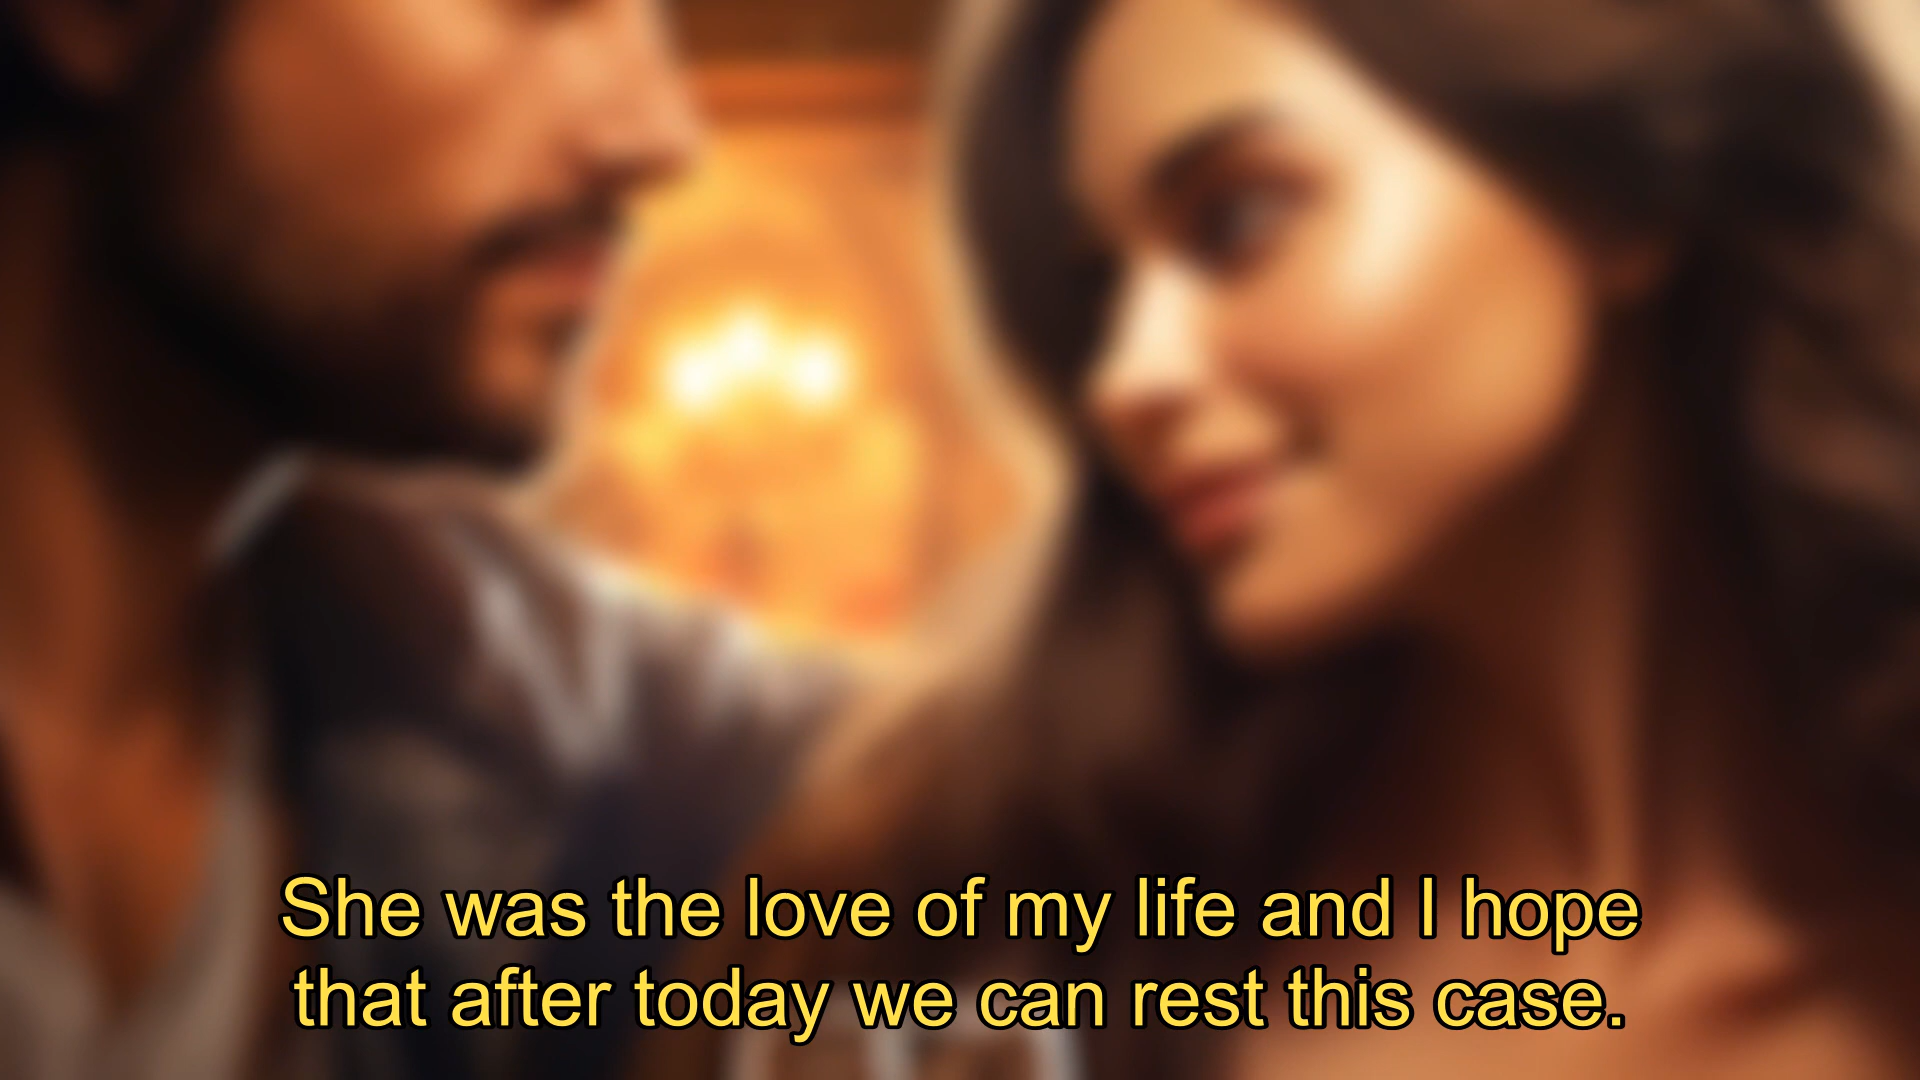 She was the love of my life and I hope
that after today we can rest this case.